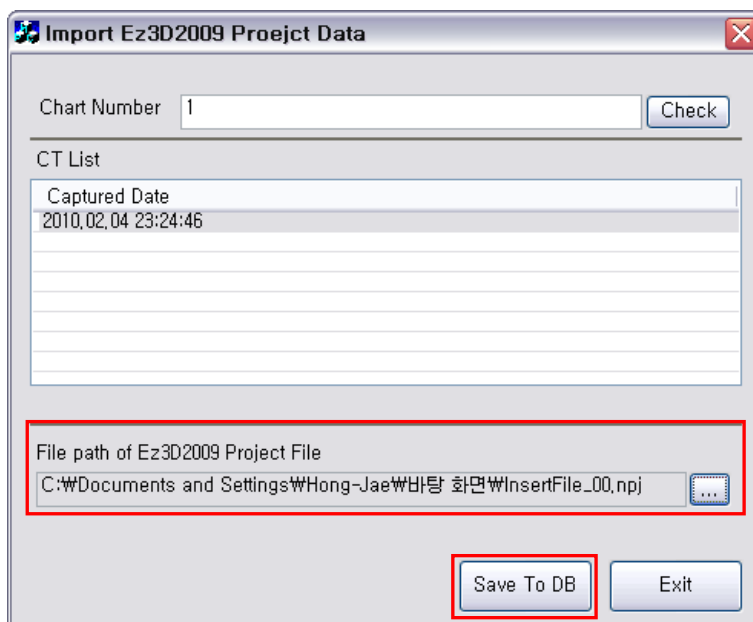 Import Ez3D2009 Proejct Data
Chart Number 1 Check
CT List
Captured Date
2010.02.04 23:24:46
File path of Ez3D2009 Project File
C:₩Documents and Settings₩Hong-Jae₩바탕 화면₩InsertFile_00.npj ...
Save To DB Exit